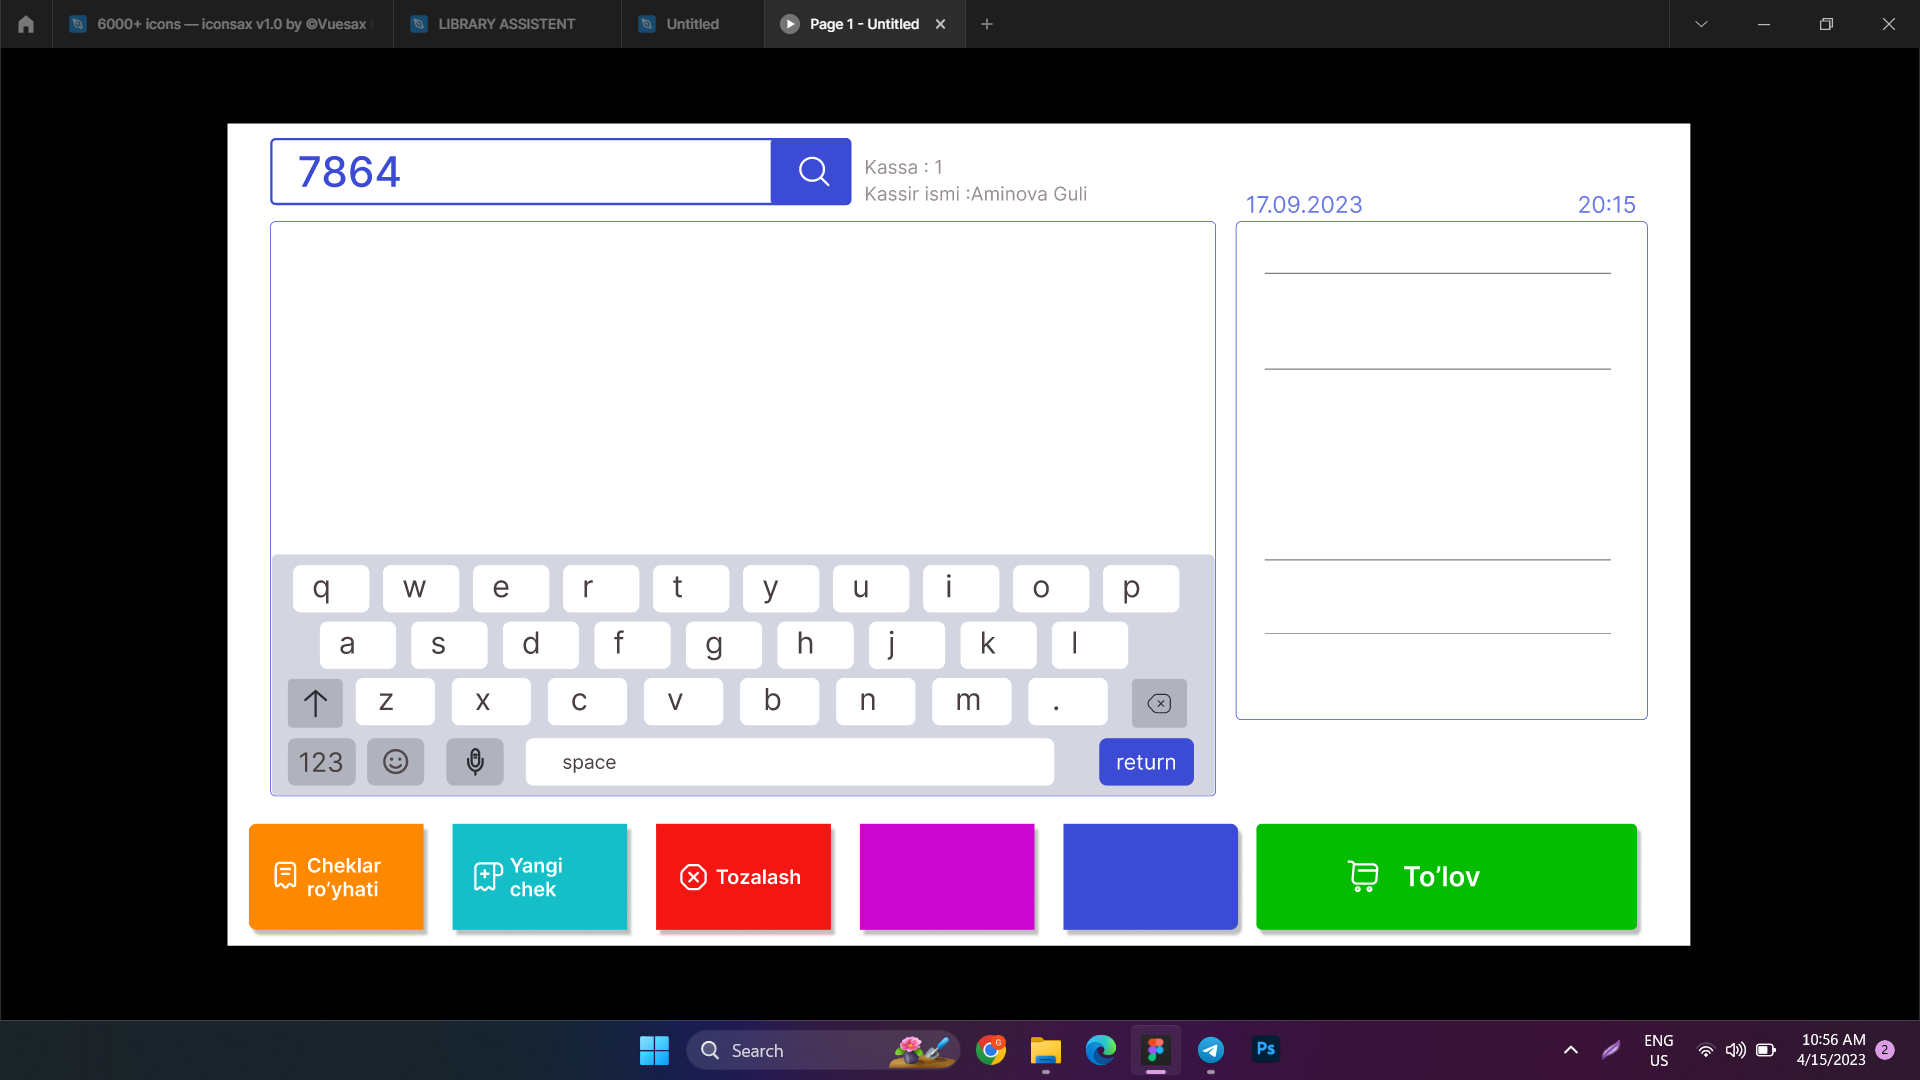 6000+ icons — iconsax v1.0 by ©Vuesax
LIBRARY ASSISTENT
Untitled
Page 1 - Untitled
7864
Kassa : 1
Kassir ismi :Aminova Guli
17.09.2023
20:15
q w e r t y u i o p
a s d f g h j k l
z x c v b n m .
123
space
return
Cheklar
ro’yhati
Yangi
chek
Tozalash
To’lov
Search
6
Ps
ENG
US
10:56 AM
4/15/2023
2